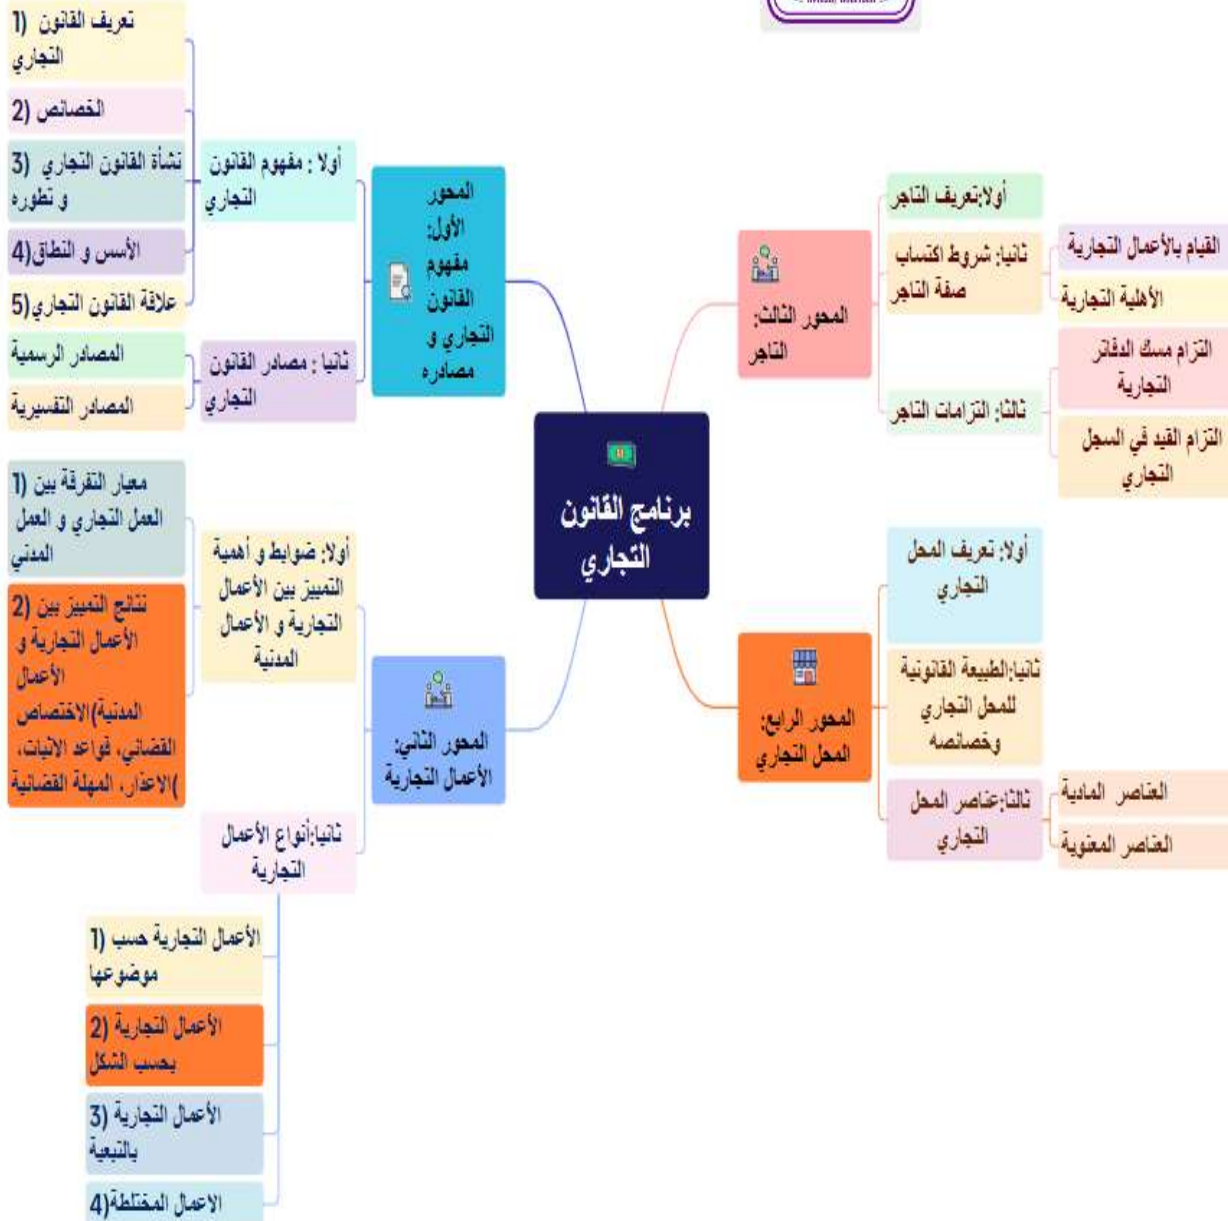 برنامج القانون
التجاري
المحور
الأول:
مفهوم
القانون
التجاري و
مصادره
أولا : مفهوم القانون
التجاري
1) تعريف القانون
التجاري
2) الخصائص
3) نشأة القانون التجاري
و تطوره
4)الأسس و النطاق
5)علاقة القانون التجاري
ثانيا : مصادر القانون
التجاري
المصادر الرسمية
المصادر التفسيرية
المحور الثاني:
الأعمال التجارية
أولا: ضوابط و أهمية
التمييز بين الأعمال
التجارية و الأعمال
المدنية
1) معيار التفرقة بين
العمل التجاري و العمل
المدني
2) نتائج التمييز بين
الأعمال التجارية و
الأعمال
المدنية)الاختصاص
القضائي، قواعد الاثبات،
الاعذار، المهلة القضائية(
ثانيا:أنواع الأعمال
التجارية
1) الأعمال التجارية حسب
موضوعها
2) الأعمال التجارية
بحسب الشكل
3) الأعمال التجارية
بالتبعية
4)الاعمال المختلطة
المحور الثالث:
التاجر
أولا:تعريف التاجر
ثانيا: شروط اكتساب
صفة التاجر
القيام بالأعمال التجارية
الأهلية التجارية
ثالثا: التزامات التاجر
التزام مسك الدفاتر
التجارية
التزام القيد في السجل
التجاري
المحور الرابع:
المحل التجاري
أولا: تعريف المحل
التجاري
ثانيا:الطبيعة القانونية
للمحل التجاري
وخصائصه
ثالثا:عناصر المحل
التجاري
العناصر المادية
العناصر المعنوية